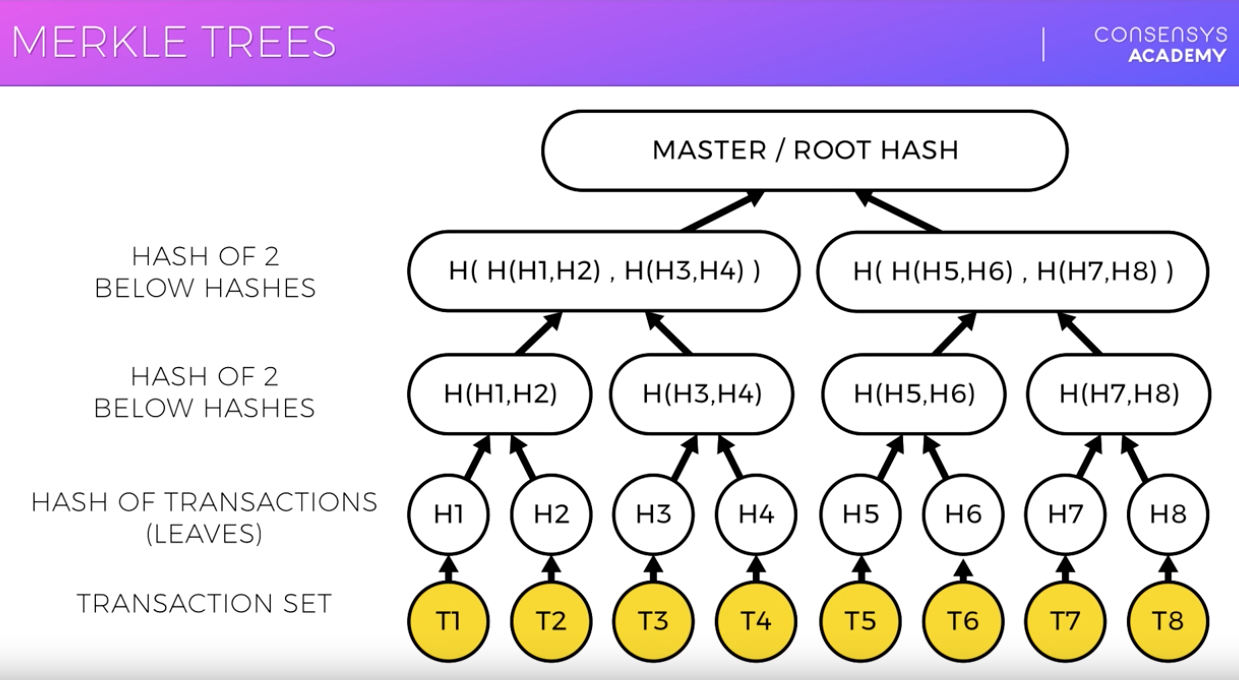 MERKLE TREES
CONSENSYS
ACADEMY
MASTER / ROOT HASH
HASH OF 2
BELOW HASHES
H( H(H1,H2) , H(H3,H4) )
H( H(H5,H6) , H(H7,H8) )
HASH OF 2
BELOW HASHES
H(H1,H2)
H(H3,H4)
H(H5,H6)
H(H7,H8)
HASH OF TRANSACTIONS
(LEAVES)
H1
H2
H3
H4
H5
H6
H7
H8
TRANSACTION SET
T1
T2
T3
T4
T5
T6
T7
T8